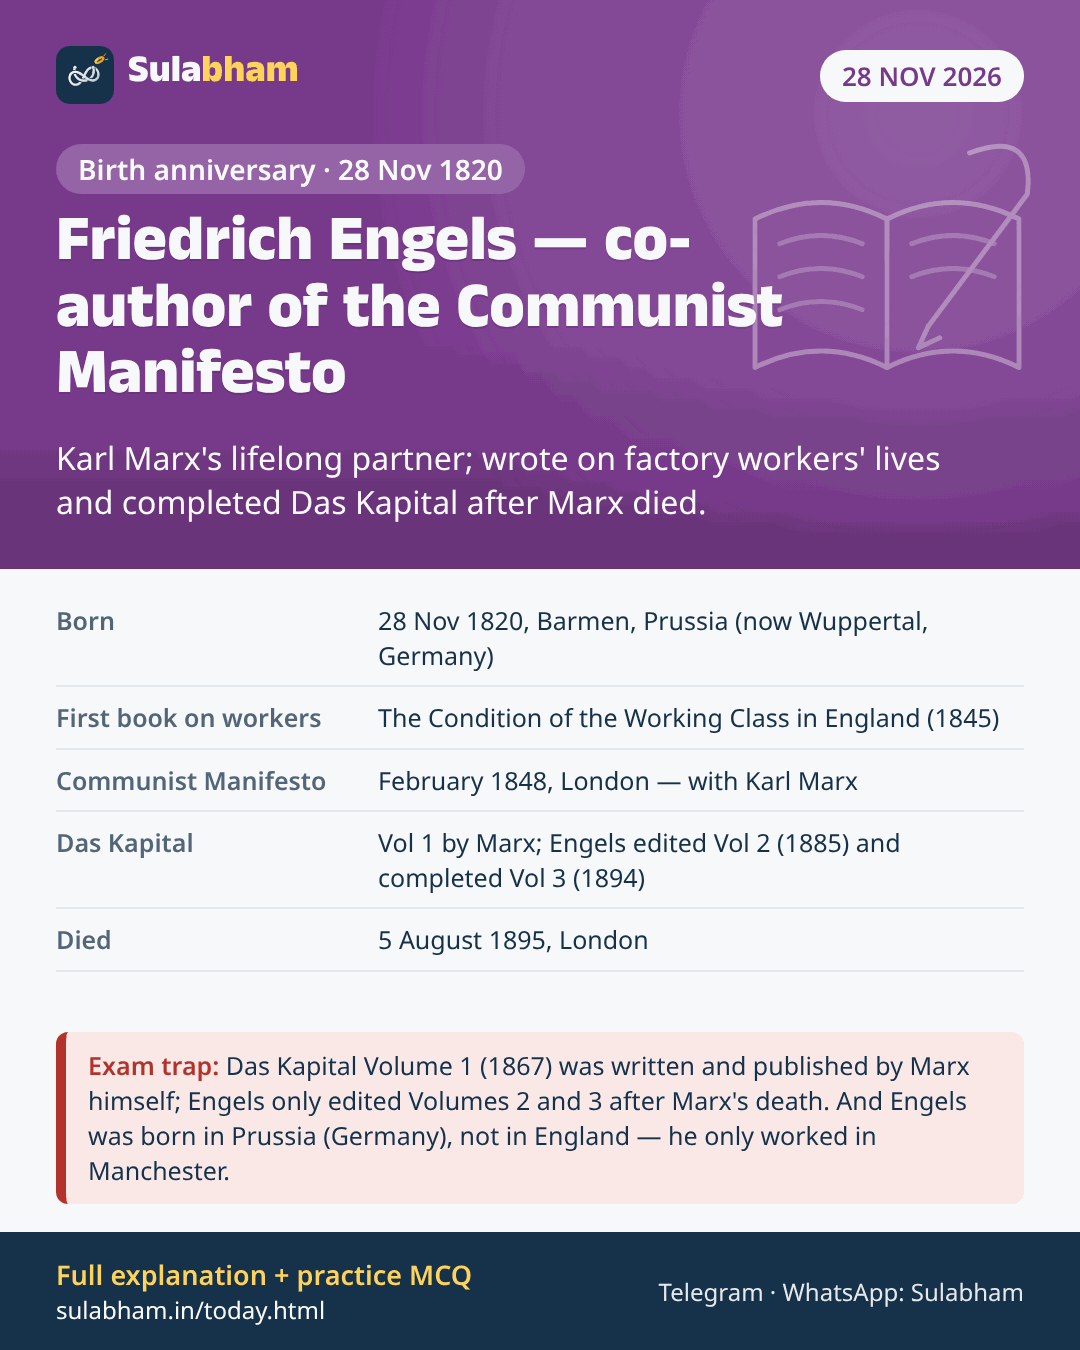 Sulabham
28 NOV 2026
Birth anniversary · 28 Nov 1820
Friedrich Engels — co-
author of the Communist
Manifesto
Karl Marx's lifelong partner; wrote on factory workers' lives
and completed Das Kapital after Marx died.
Born
28 Nov 1820, Barmen, Prussia (now Wuppertal,
Germany)
First book on workers
The Condition of the Working Class in England (1845)
Communist Manifesto
February 1848, London — with Karl Marx
Das Kapital
Vol 1 by Marx; Engels edited Vol 2 (1885) and
completed Vol 3 (1894)
Died
5 August 1895, London
Exam trap: Das Kapital Volume 1 (1867) was written and published by Marx
himself; Engels only edited Volumes 2 and 3 after Marx's death. And Engels
was born in Prussia (Germany), not in England — he only worked in
Manchester.
Full explanation + practice MCQ
sulabham.in/today.html
Telegram · WhatsApp: Sulabham